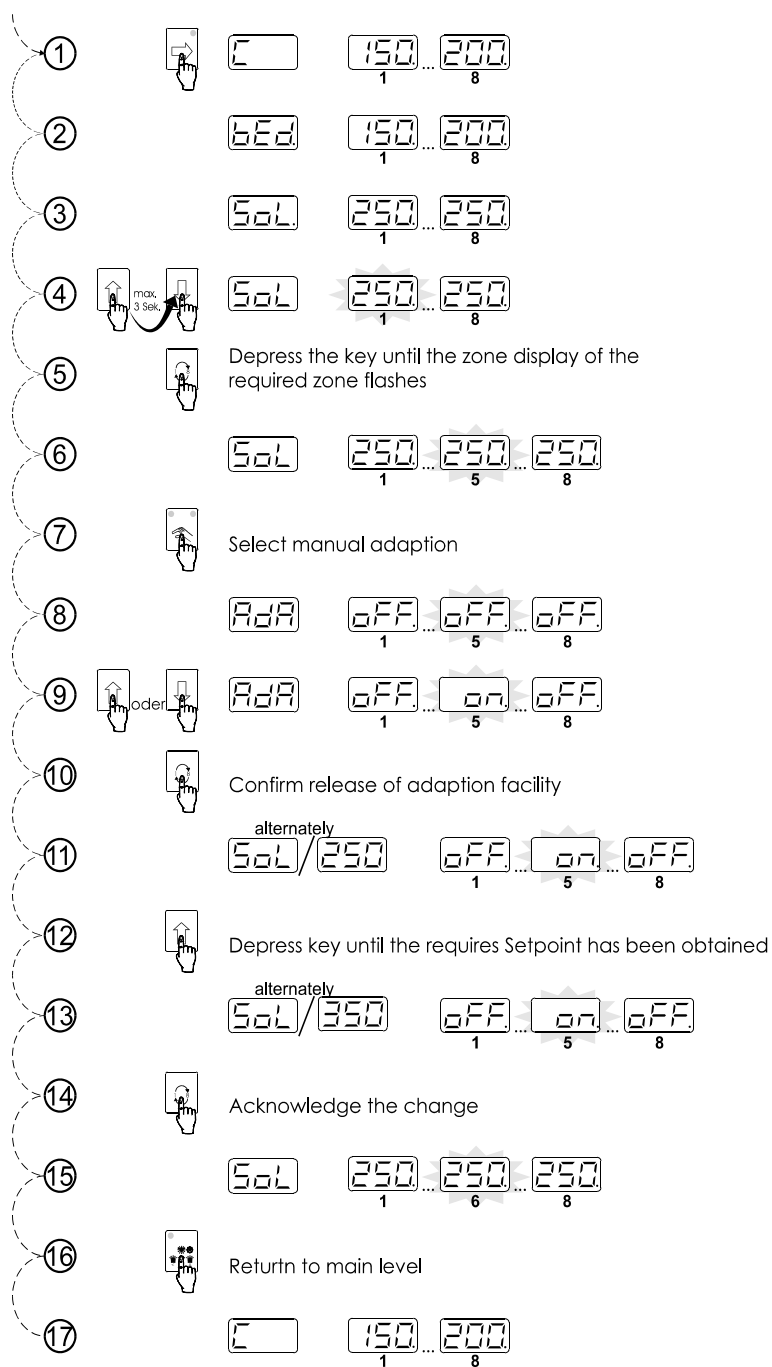 1 C 150. ... 200.
1 8
2 bEd. 150. ... 200.
1 8
3 SoL. 250. ... 250.
1 8
4 max. 3 Sek. SoL 250. ... 250.
1 8
5 Depress the key until the zone display of the
required zone flashes
6 SoL 250. ... 250. ... 250.
1 5 8
7 Select manual adaption
8 AdA oFF. ... oFF. ... oFF.
1 5 8
9 oder AdA oFF. ... on. ... oFF.
1 5 8
10 Confirm release of adaption facility
alternately
11 SoL / 250 oFF. ... on. ... oFF.
1 5 8
12 Depress key until the requires Setpoint has been obtained
alternately
13 SoL / 350 oFF. ... on. ... oFF.
1 5 8
14 Acknowledge the change
15 SoL 250. ... 250. ... 250.
1 6 8
16 Returtn to main level
17 C 150. ... 200.
1 8